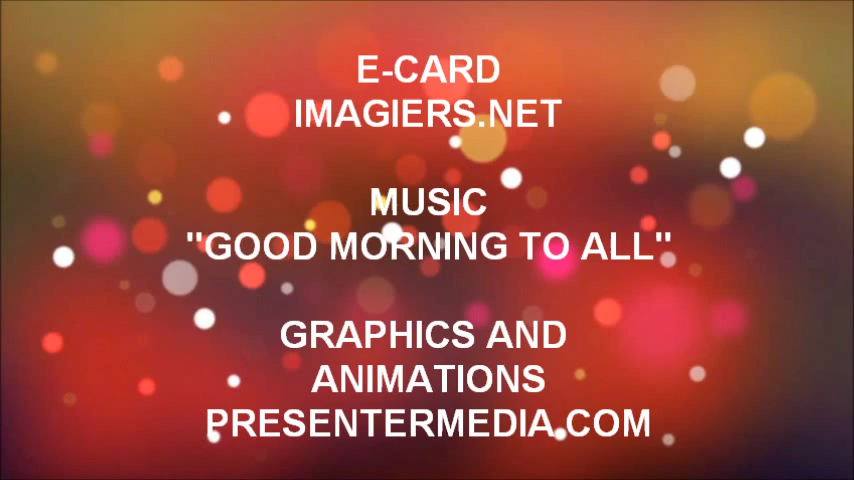 E-CARD
IMAGIERS.NET
MUSIC
"GOOD MORNING TO ALL"
GRAPHICS AND
ANIMATIONS
PRESENTERMEDIA.COM